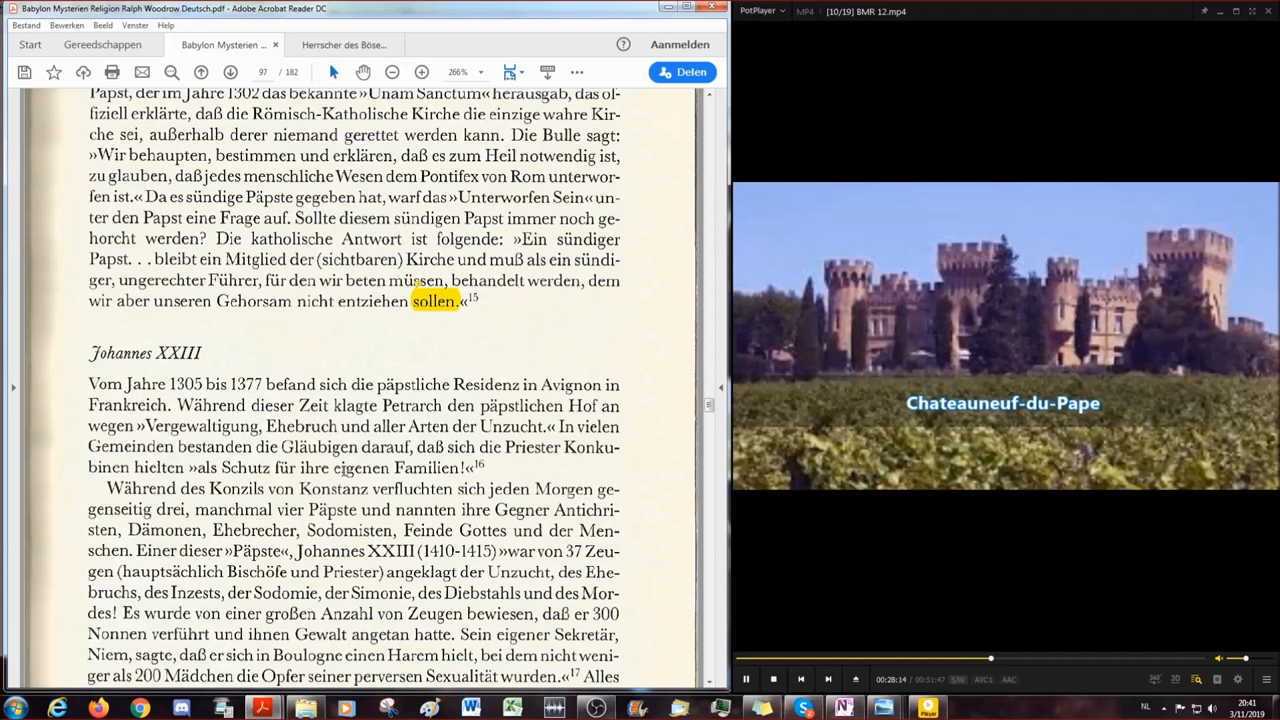 Babylon Mysterien Religion Ralph Woodrow Deutsch.pdf - Adobe Acrobat Reader DC
Bestand Bewerken Beeld Venster Help
Start Gereedschappen Babylon Mysterien ... × Herrscher des Böse... Aanmelden
97 / 182 266% Delen
Papst, der im Jahre 1302 das bekannte »Unam Sanctum« herausgab, das of-
fiziell erklärte, daß die Römisch-Katholische Kirche die einzige wahre Kir-
che sei, außerhalb derer niemand gerettet werden kann. Die Bulle sagt:
»Wir behaupten, bestimmen und erklären, daß es zum Heil notwendig ist,
zu glauben, daß jedes menschliche Wesen dem Pontifex von Rom unterwor-
fen ist.« Da es sündige Päpste gegeben hat, warf das »Unterworfen Sein« un-
ter den Papst eine Frage auf. Sollte diesem sündigen Papst immer noch ge-
horcht werden? Die katholische Antwort ist folgende: »Ein sündiger
Papst. . . bleibt ein Mitglied der (sichtbaren) Kirche und muß als ein sündi-
ger, ungerechter Führer, für den wir beten müssen, behandelt werden, dem
wir aber unseren Gehorsam nicht entziehen sollen.«15
Johannes XXIII
Vom Jahre 1305 bis 1377 befand sich die päpstliche Residenz in Avignon in
Frankreich. Während dieser Zeit klagte Petrarch den päpstlichen Hof an
wegen »Vergewaltigung, Ehebruch und aller Arten der Unzucht.« In vielen
Gemeinden bestanden die Gläubigen darauf, daß sich die Priester Konku-
binen hielten »als Schutz für ihre eigenen Familien!«16
Während des Konzils von Konstanz verfluchten sich jeden Morgen ge-
genseitig drei, manchmal vier Päpste und nannten ihre Gegner Antichri-
sten, Dämonen, Ehebrecher, Sodomisten, Feinde Gottes und der Men-
schen. Einer dieser »Päpste«, Johannes XXIII (1410-1415) »war von 37 Zeu-
gen (hauptsächlich Bischöfe und Priester) angeklagt der Unzucht, des Ehe-
bruchs, des Inzests, der Sodomie, der Simonie, des Diebstahls und des Mor-
des! Es wurde von einer großen Anzahl von Zeugen bewiesen, daß er 300
Nonnen verführt und ihnen Gewalt angetan hatte. Sein eigener Sekretär,
Niem, sagte, daß er sich in Boulogne einen Harem hielt, bei dem nicht weni-
ger als 200 Mädchen die Opfer seiner perversen Sexualität wurden.«17 Alles
PotPlayer MP4 [10/19] BMR 12.mp4
Chateauneuf-du-Pape
00:28:14 / 00:51:47 S/W AVC1 AAC 3D
NL 20:41
3/11/2019